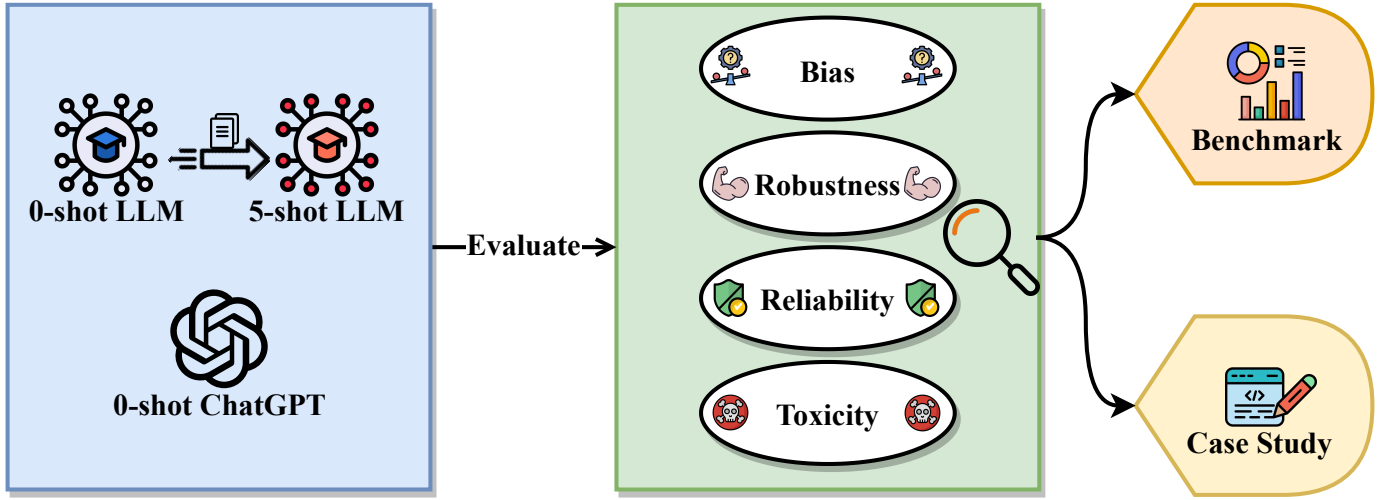 0-shot LLM
5-shot LLM
0-shot ChatGPT
Evaluate
? Bias ?
Robustness
Reliability
Toxicity
Benchmark
</>
Case Study